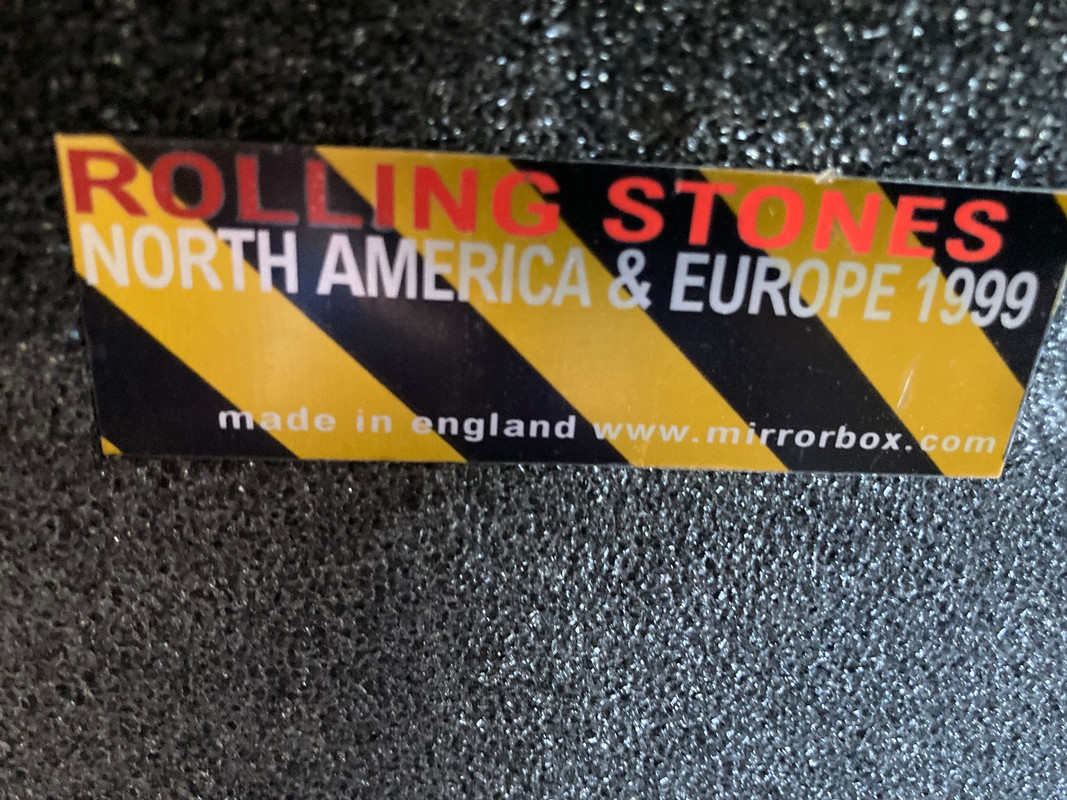 ROLLING STONES
NORTH AMERICA & EUROPE 1999
made in england www.mirrorbox.com